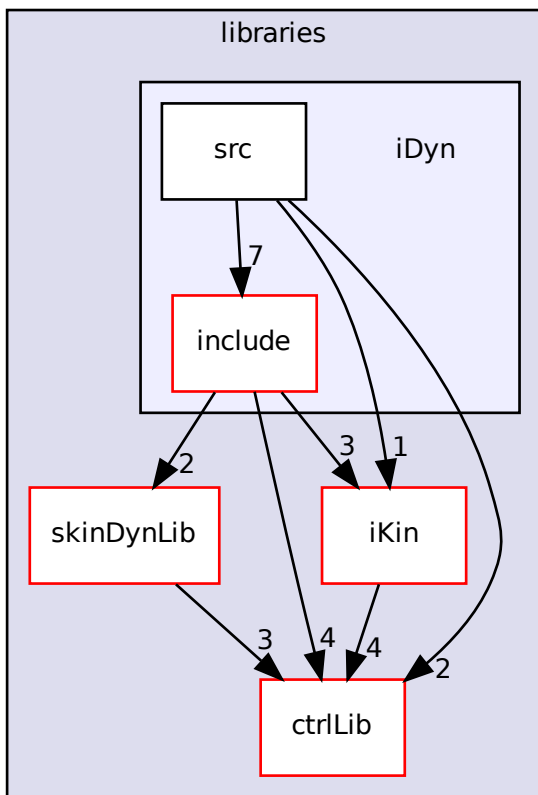 libraries
src
iDyn
7
include
2
3
1
skinDynLib
iKin
3
4
4
2
ctrlLib